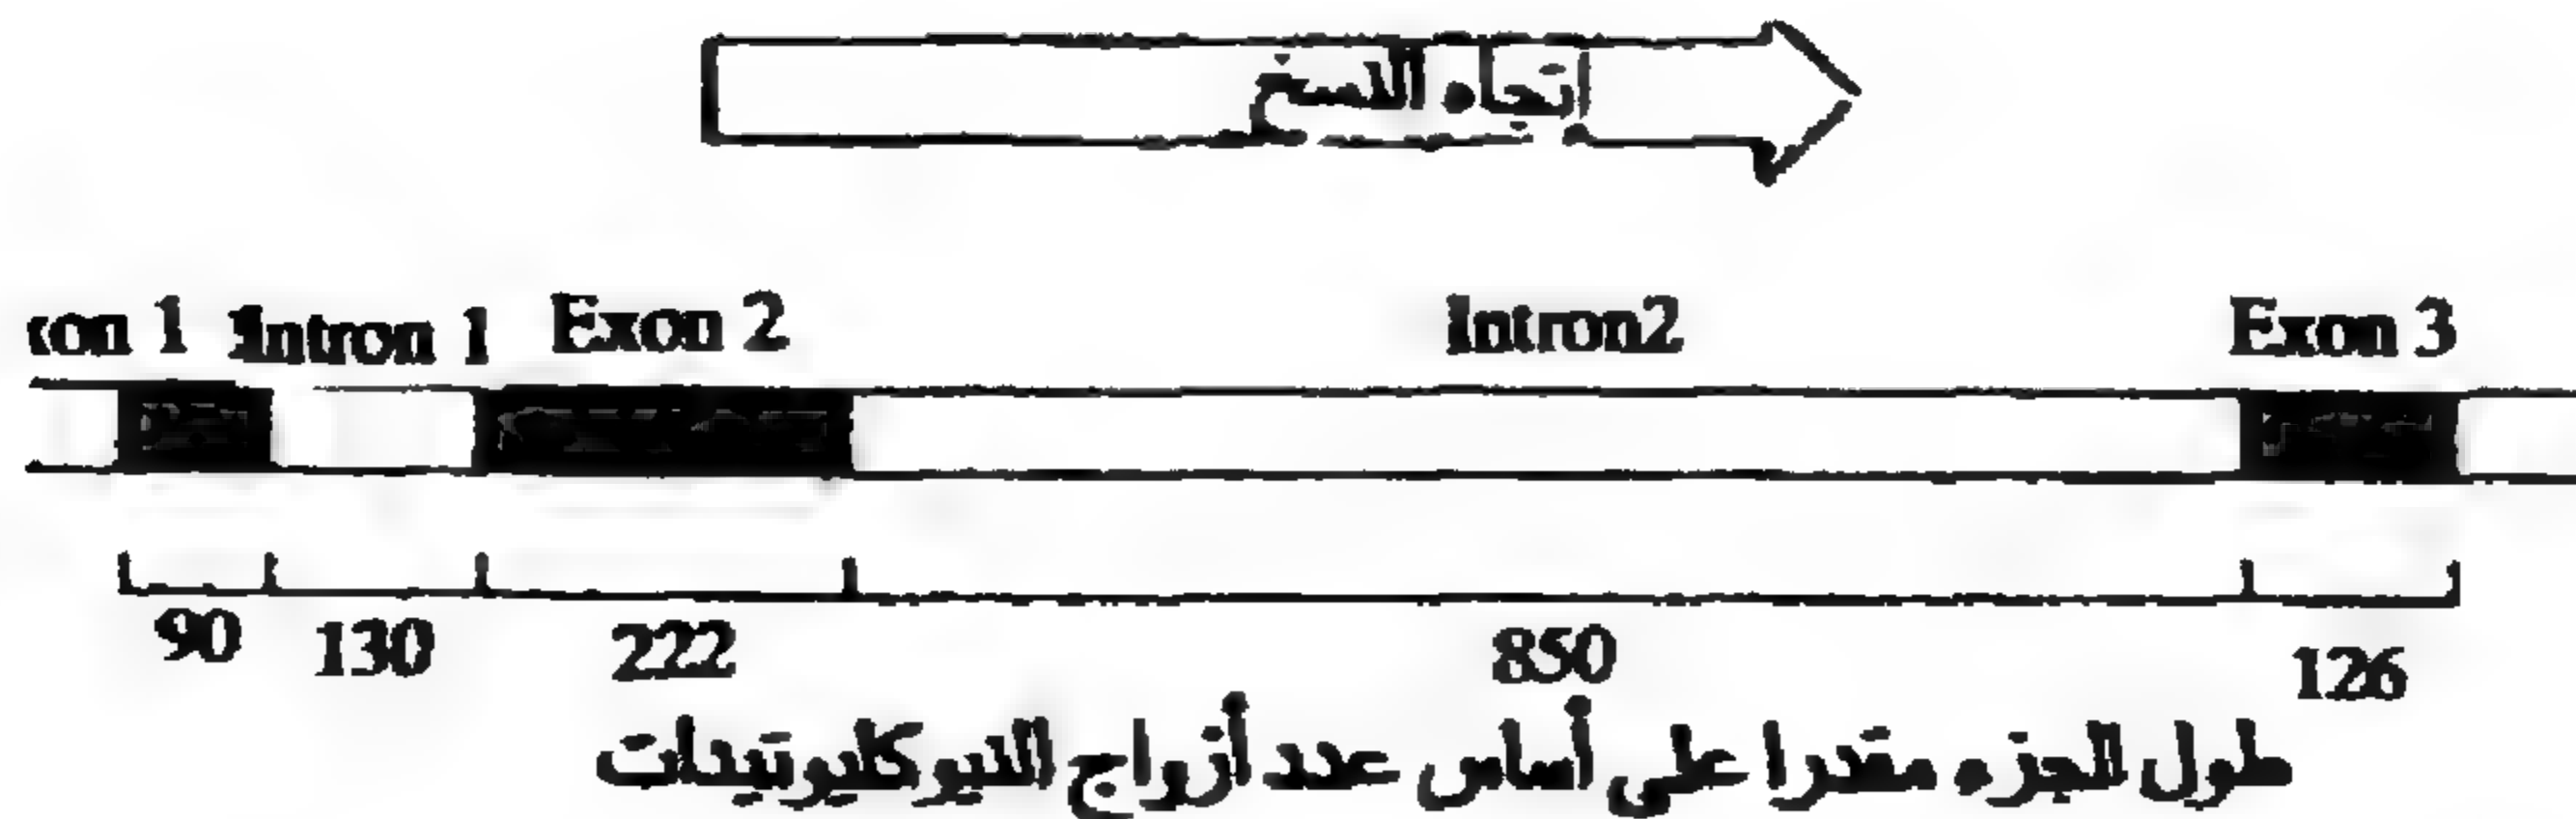 اتجاه النسخ
on 1 Intron 1 Exon 2 Intron2 Exon 3
90 130 222 850 126
طول الجزء مقدرا على أساس عدد أزواج النيوكليوتيدات